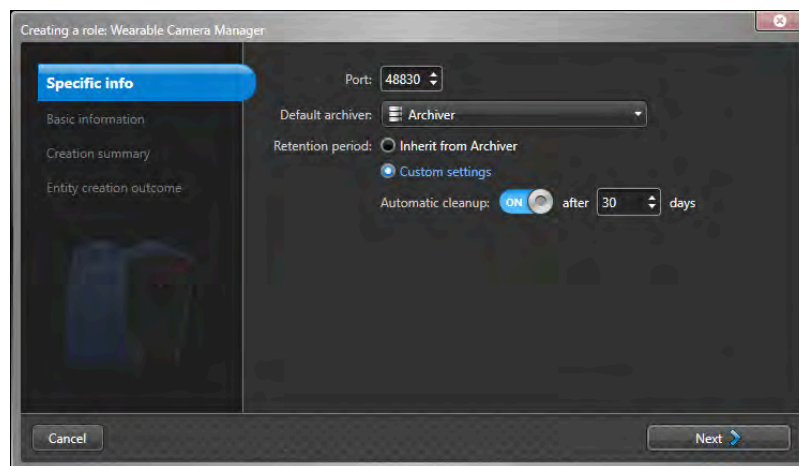 Creating a role: Wearable Camera Manager
Specific info
Basic information
Creation summary
Entity creation outcome
Port: 48830
Default archiver: Archiver
Retention period: Inherit from Archiver
Custom settings
Automatic cleanup: ON after 30 days
Cancel
Next